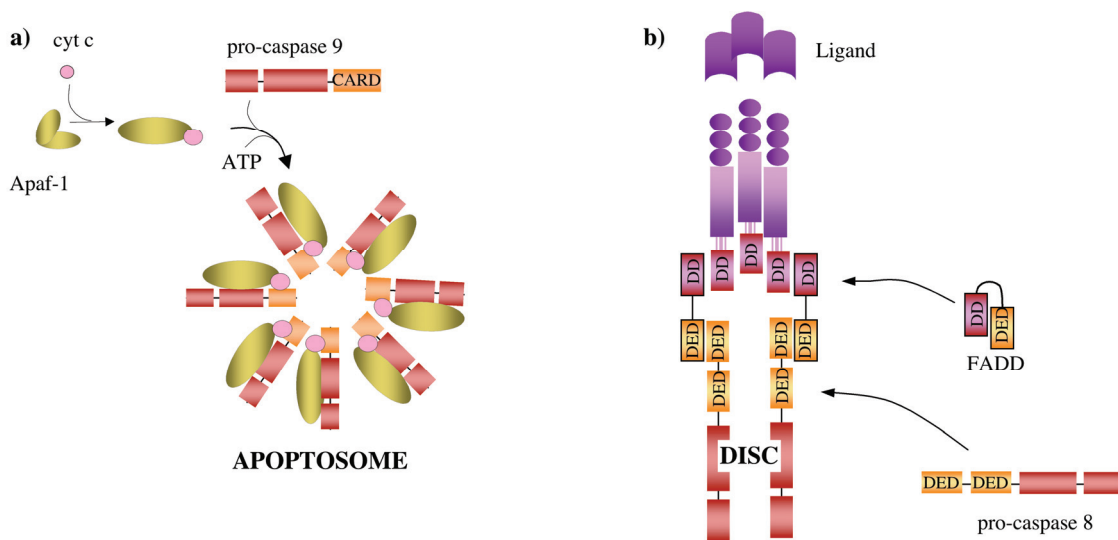 a)
cyt c
pro-caspase 9
CARD
ATP
Apaf-1
APOPTOSOME
b)
Ligand
DD
DD
DD
DD
DD
DED
DED
DED
DED
DED
DED
DISC
DD
DED
FADD
DED
DED
pro-caspase 8